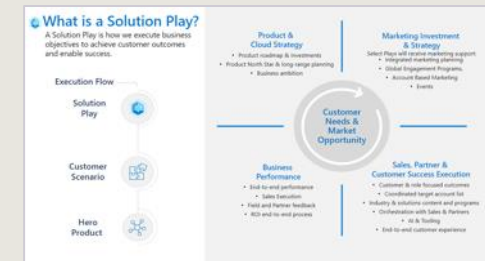 What is a Solution Play?
A Solution Play is how we execute business
objectives to achieve customer outcomes
and enable success.
Execution Flow
Solution
Play
Customer
Scenario
Hero
Product
Product &
Cloud Strategy
• Product roadmap & investments
• Product North Star & long-range planning
• Business ambition
Marketing Investment
& Strategy
Select Plays will receive marketing support:
• Integrated marketing planning
• Global Engagement Programs,
• Account Based Marketing
• Events
Customer
Needs &
Market
Opportunity
Business
Performance
• End-to-end performance
• Sales Execution
• Field and Partner feedback
• ROI end-to-end process
Sales, Partner &
Customer Success Execution
• Customer & role focused outcomes
• Coordinated target account list
• Industry & solutions content and programs
• Orchestration with Sales & Partners
• AI & Tooling
• End-to-end customer experience